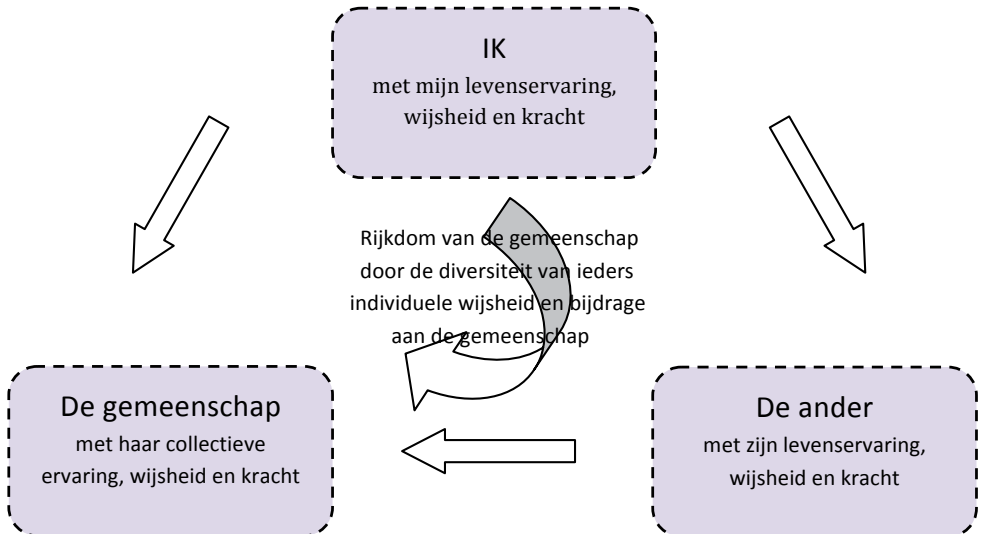 IK
met mijn levenservaring,
wijsheid en kracht
Rijkdom van de gemeenschap
door de diversiteit van ieders
individuele wijsheid en bijdrage
aan de gemeenschap
De gemeenschap
met haar collectieve
ervaring, wijsheid en kracht
De ander
met zijn levenservaring,
wijsheid en kracht